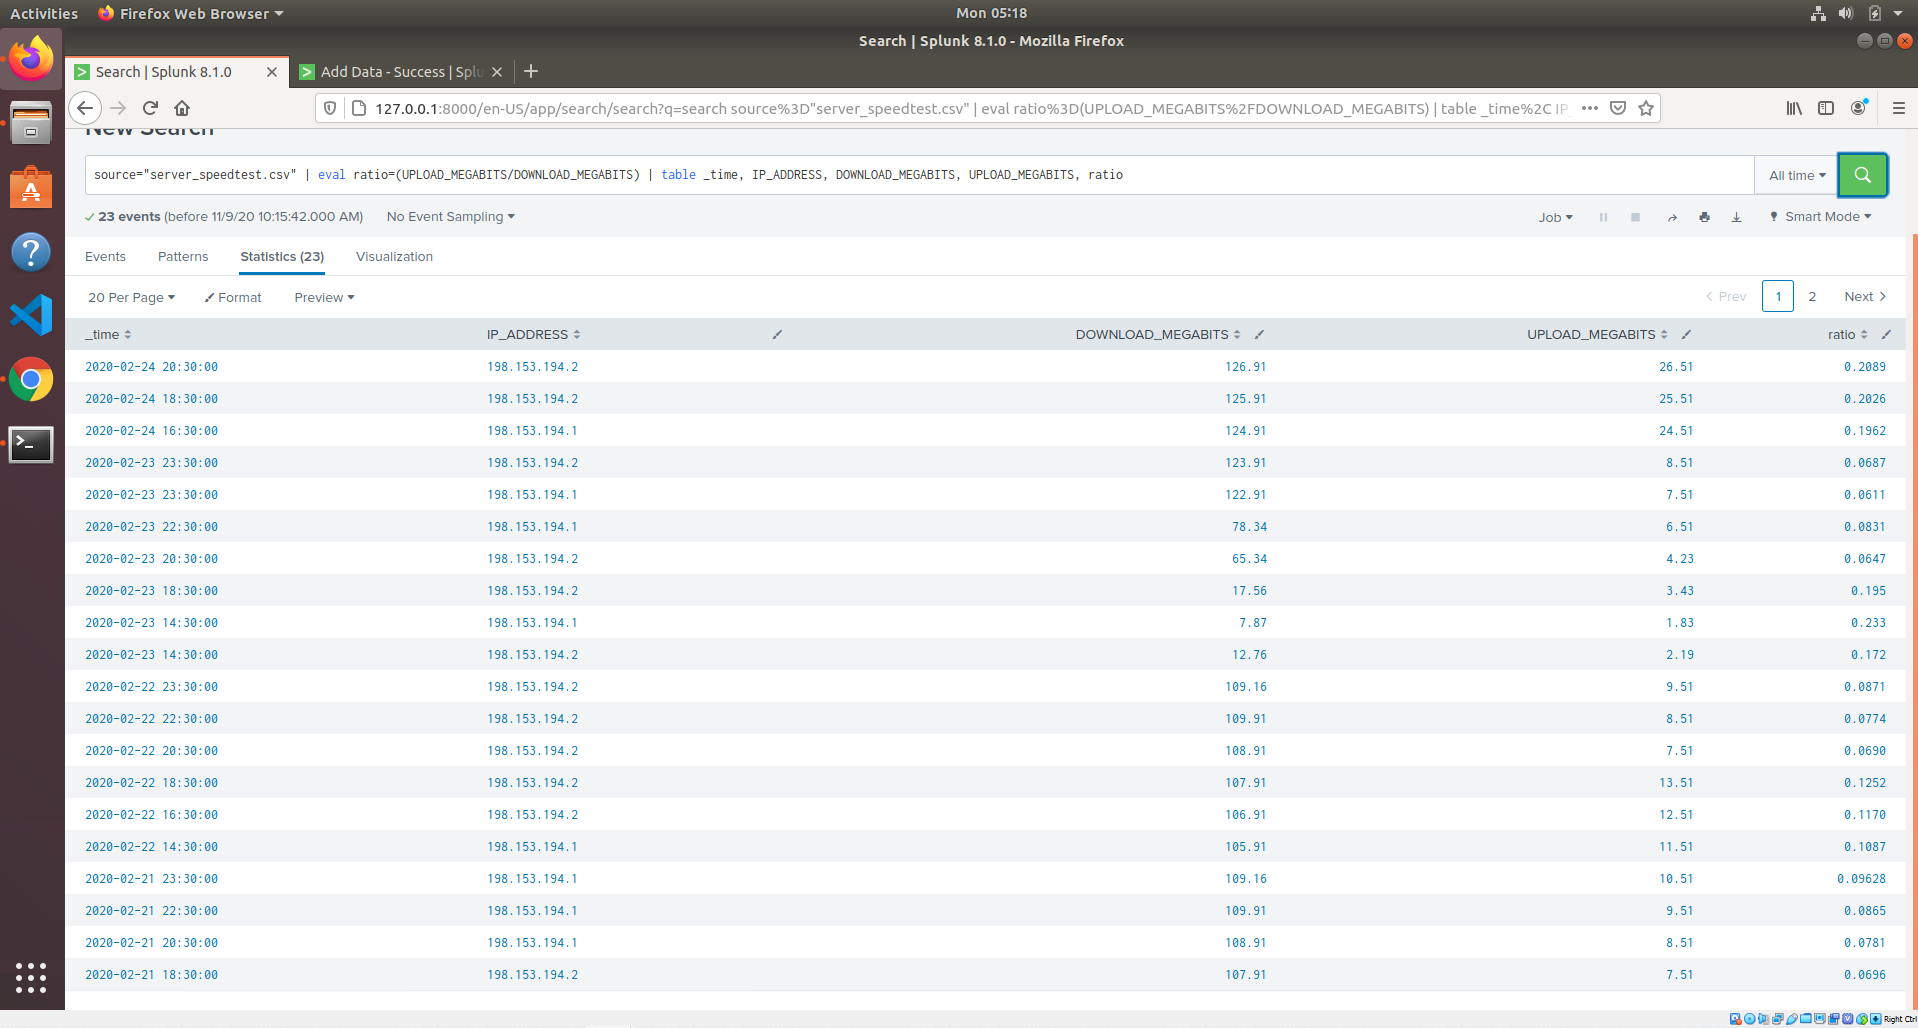 Activities Firefox Web Browser Mon 05:18
Search | Splunk 8.1.0 - Mozilla Firefox
Search | Splunk 8.1.0 Add Data - Success | Splu
127.0.0.1:8000/en-US/app/search/search?q=search source%3D"server_speedtest.csv" | eval ratio%3D(UPLOAD_MEGABITS%2FDOWNLOAD_MEGABITS) | table _time%2C IP_
New Search
source="server_speedtest.csv" | eval ratio=(UPLOAD_MEGABITS/DOWNLOAD_MEGABITS) | table _time, IP_ADDRESS, DOWNLOAD_MEGABITS, UPLOAD_MEGABITS, ratio All time
23 events (before 11/9/20 10:15:42.000 AM) No Event Sampling Job Smart Mode
Events Patterns Statistics (23) Visualization
20 Per Page Format Preview Prev 1 2 Next
_time IP_ADDRESS DOWNLOAD_MEGABITS UPLOAD_MEGABITS ratio
2020-02-24 20:30:00 198.153.194.2 126.91 26.51 0.2089
2020-02-24 18:30:00 198.153.194.2 125.91 25.51 0.2026
2020-02-24 16:30:00 198.153.194.1 124.91 24.51 0.1962
2020-02-23 23:30:00 198.153.194.2 123.91 8.51 0.0687
2020-02-23 23:30:00 198.153.194.1 122.91 7.51 0.0611
2020-02-23 22:30:00 198.153.194.1 78.34 6.51 0.0831
2020-02-23 20:30:00 198.153.194.2 65.34 4.23 0.0647
2020-02-23 18:30:00 198.153.194.2 17.56 3.43 0.195
2020-02-23 14:30:00 198.153.194.1 7.87 1.83 0.233
2020-02-23 14:30:00 198.153.194.2 12.76 2.19 0.172
2020-02-22 23:30:00 198.153.194.2 109.16 9.51 0.0871
2020-02-22 22:30:00 198.153.194.2 109.91 8.51 0.0774
2020-02-22 20:30:00 198.153.194.2 108.91 7.51 0.0690
2020-02-22 18:30:00 198.153.194.2 107.91 13.51 0.1252
2020-02-22 16:30:00 198.153.194.2 106.91 12.51 0.1170
2020-02-22 14:30:00 198.153.194.1 105.91 11.51 0.1087
2020-02-21 23:30:00 198.153.194.1 109.16 10.51 0.09628
2020-02-21 22:30:00 198.153.194.1 109.91 9.51 0.0865
2020-02-21 20:30:00 198.153.194.1 108.91 8.51 0.0781
2020-02-21 18:30:00 198.153.194.2 107.91 7.51 0.0696
Right Ctrl